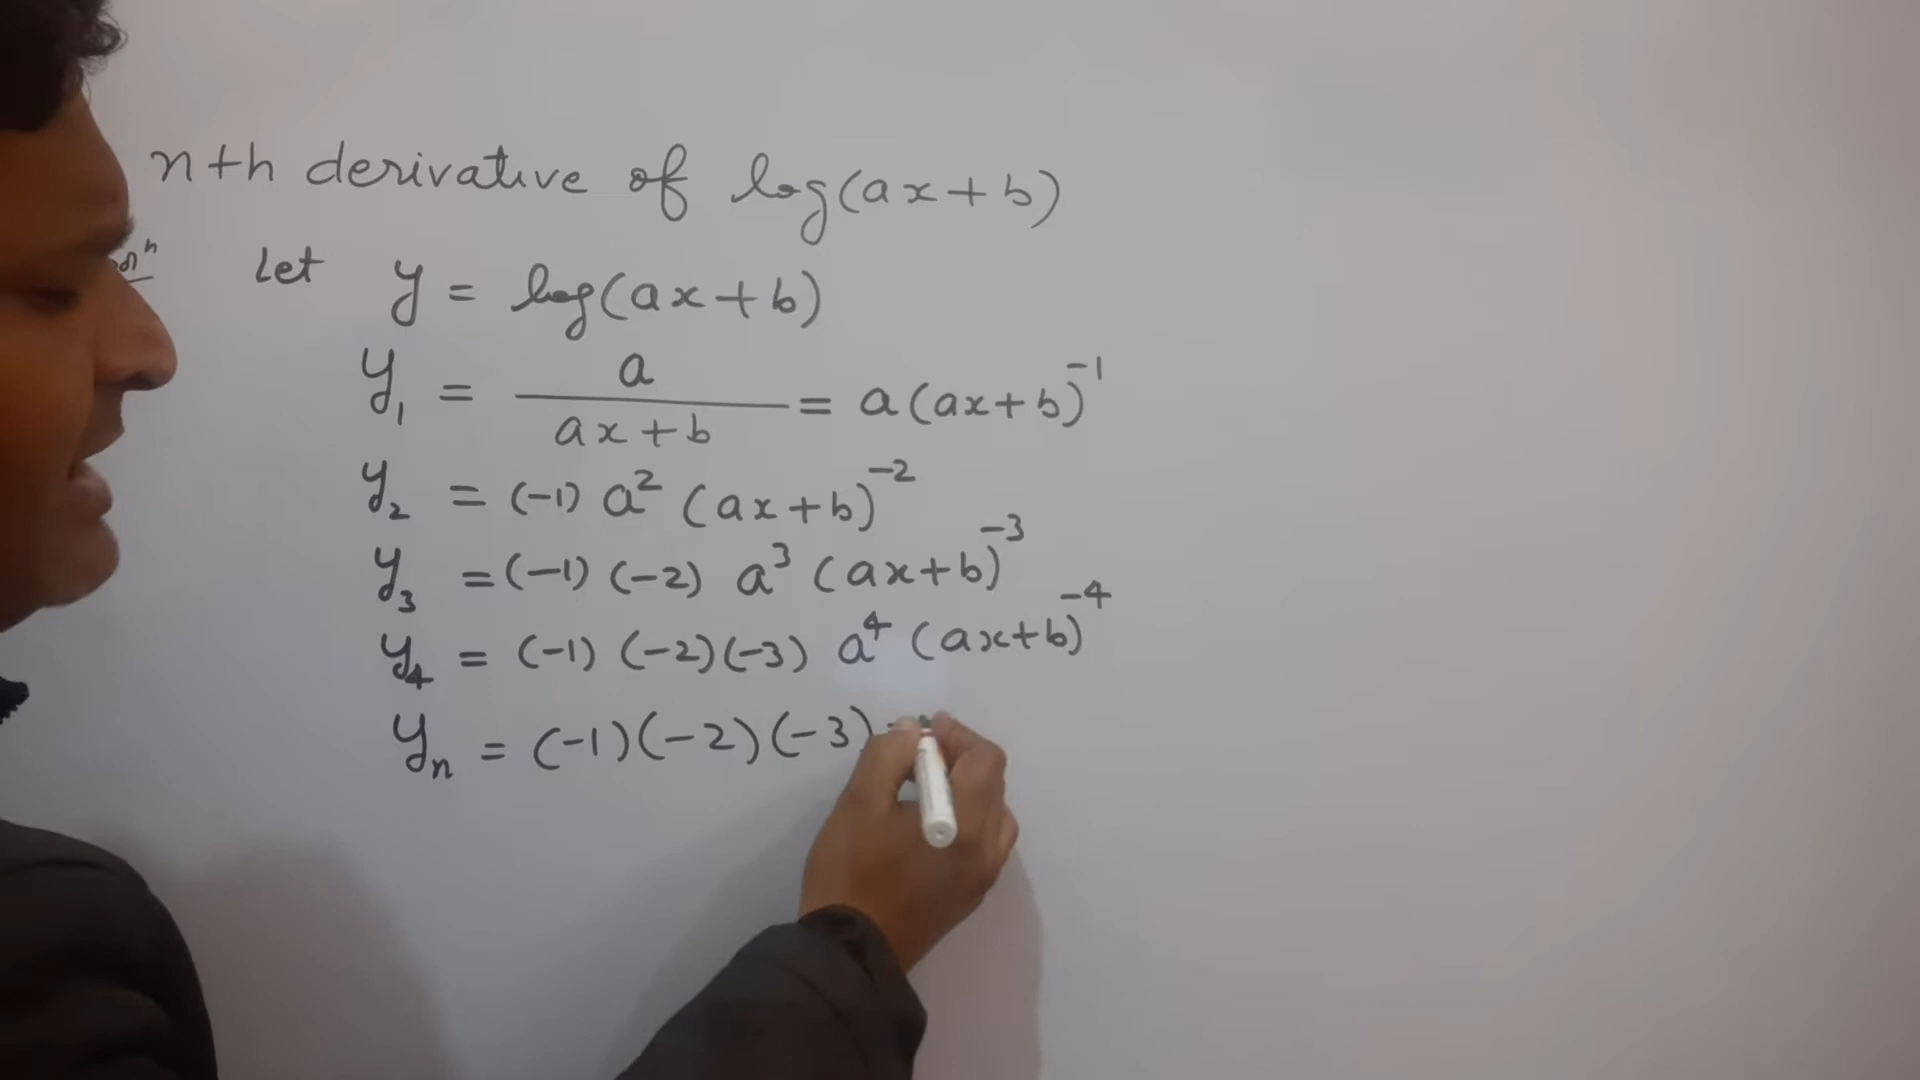 nth derivative of log(ax+b)
Let y = log(ax+b)
y₁ = a/(ax+b) = a(ax+b)⁻¹
y₂ = (-1) a² (ax+b)⁻²
y₃ = (-1) (-2) a³ (ax+b)⁻³
y₄ = (-1) (-2)(-3) a⁴ (ax+b)⁻⁴
yₙ = (-1)(-2)(-3)